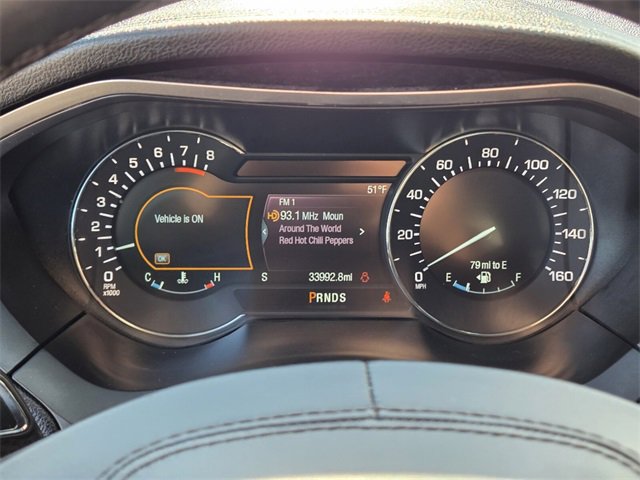 0 1 2 3 4 5 6 7 8
RPM
x1000
Vehicle is ON
OK
C H
51°F
FM 1
HD 93.1 MHz Moun
Around The World
Red Hot Chili Peppers
S 33992.8mi
PRNDS
0 20 40 60 80 100 120 140 160
MPH
79 mi to E
E F